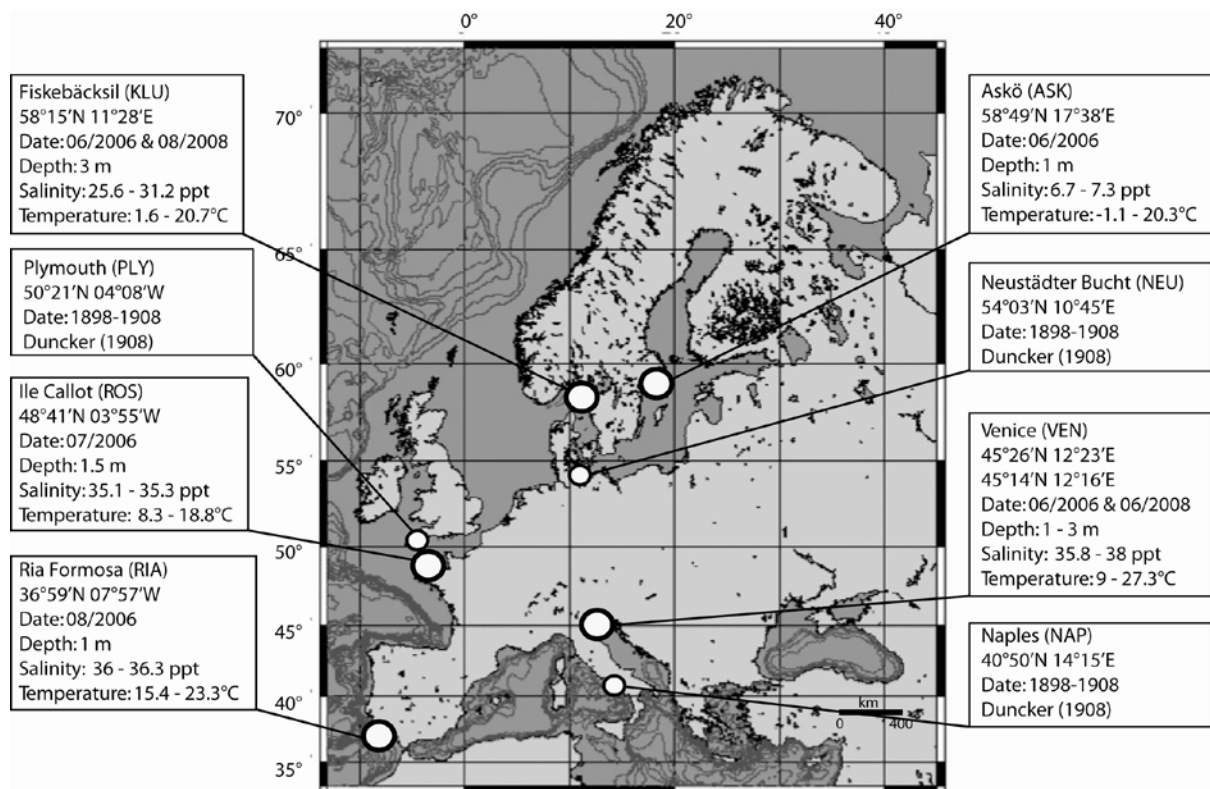 0° 20° 40°
Fiskebäcksil (KLU)
58°15′N 11°28′E
Date: 06/2006 & 08/2008
Depth: 3 m
Salinity: 25.6 - 31.2 ppt
Temperature: 1.6 - 20.7°C
Plymouth (PLY)
50°21′N 04°08′W
Date: 1898-1908
Duncker (1908)
Ile Callot (ROS)
48°41′N 03°55′W
Date: 07/2006
Depth: 1.5 m
Salinity: 35.1 - 35.3 ppt
Temperature: 8.3 - 18.8°C
Ria Formosa (RIA)
36°59′N 07°57′W
Date: 08/2006
Depth: 1 m
Salinity: 36 - 36.3 ppt
Temperature: 15.4 - 23.3°C
70°
65°
60°
55°
50°
45°
40°
35°
km
0 400
Askö (ASK)
58°49′N 17°38′E
Date: 06/2006
Depth: 1 m
Salinity: 6.7 - 7.3 ppt
Temperature: -1.1 - 20.3°C
Neustädter Bucht (NEU)
54°03′N 10°45′E
Date: 1898-1908
Duncker (1908)
Venice (VEN)
45°26′N 12°23′E
45°14′N 12°16′E
Date: 06/2006 & 06/2008
Depth: 1 - 3 m
Salinity: 35.8 - 38 ppt
Temperature: 9 - 27.3°C
Naples (NAP)
40°50′N 14°15′E
Date: 1898-1908
Duncker (1908)